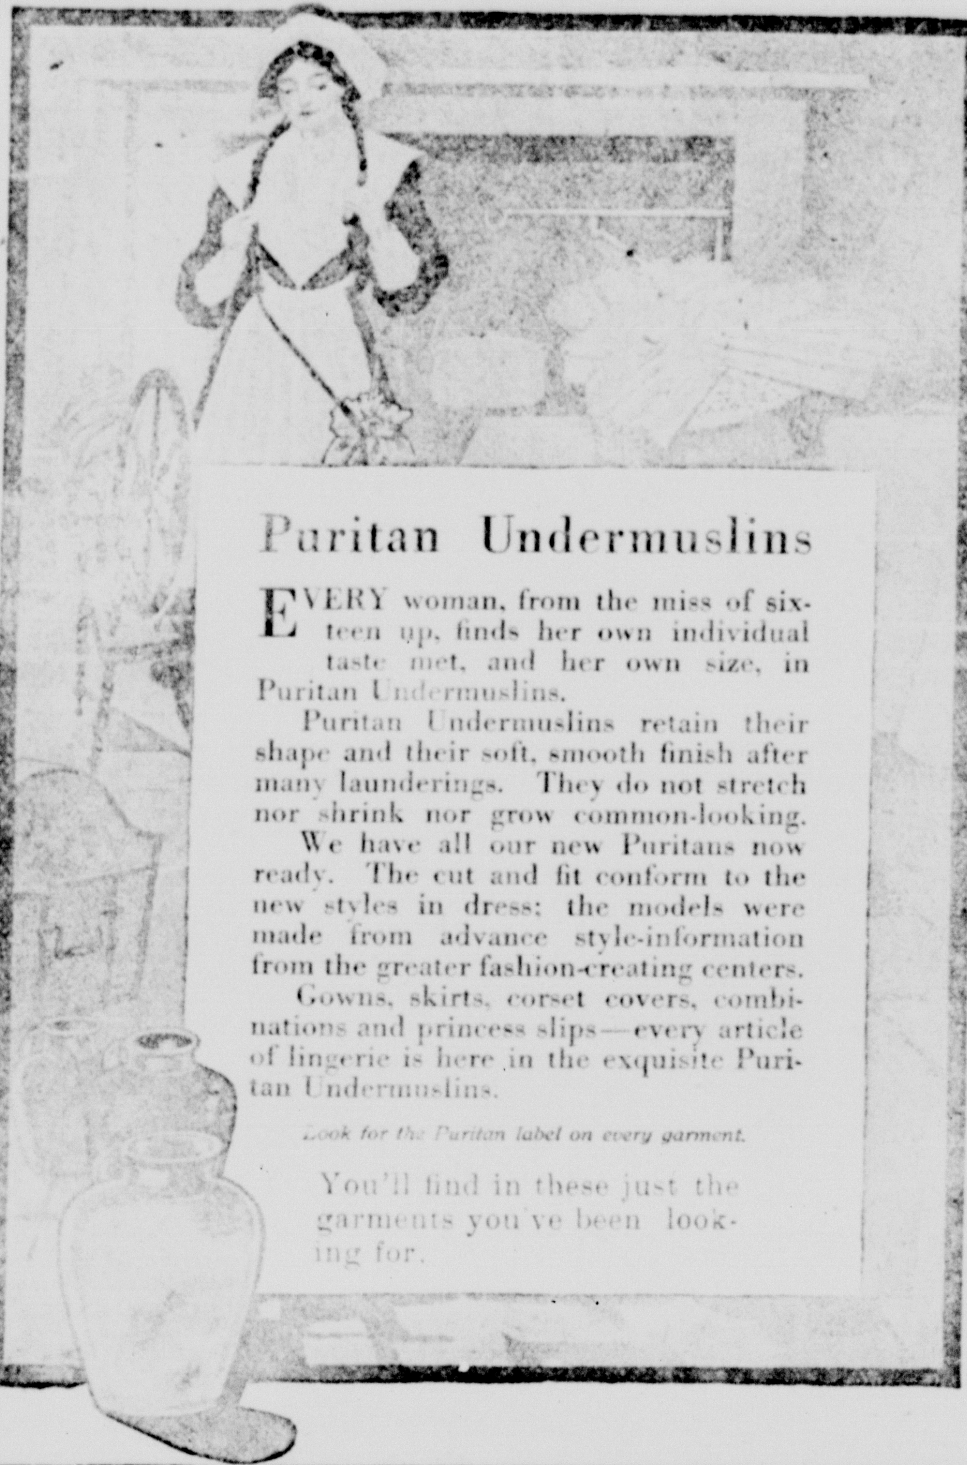 Puritan Undermuslins
EVERY woman, from the miss of six-
teen up, finds her own individual
taste met, and her own size, in
Puritan Undermuslins.
Puritan Undermuslins retain their
shape and their soft, smooth finish after
many launderings. They do not stretch
nor shrink nor grow common-looking.
We have all our new Puritans now
ready. The cut and fit conform to the
new styles in dress; the models were
made from advance style-information
from the greater fashion-creating centers.
Gowns, skirts, corset covers, combi-
nations and princess slips—every article
of lingerie is here in the exquisite Puri-
tan Undermuslins.
Look for the Puritan label on every garment.
You'll find in these just the
garments you've been look-
ing for.